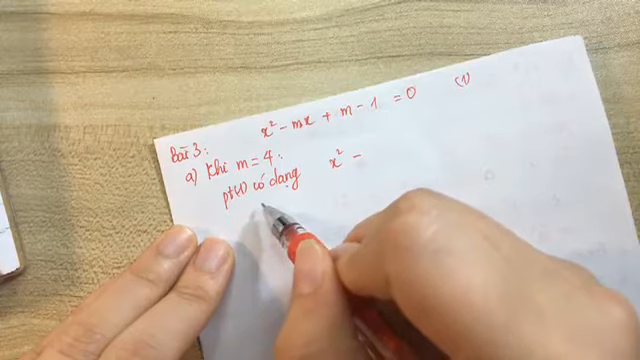 Bài 3: x² - mx + m - 1 = 0 (1)
a) Khi m = 4:
pt(1) có dạng x² -